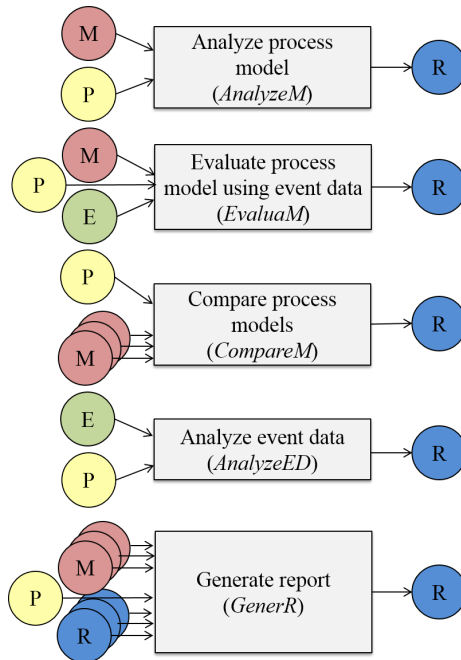 M
P
Analyze process
model
(AnalyzeM)
R
M
P
E
Evaluate process
model using event data
(EvaluaM)
R
P
M
Compare process
models
(CompareM)
R
E
P
Analyze event data
(AnalyzeED)
R
M
P
R
Generate report
(GenerR)
R